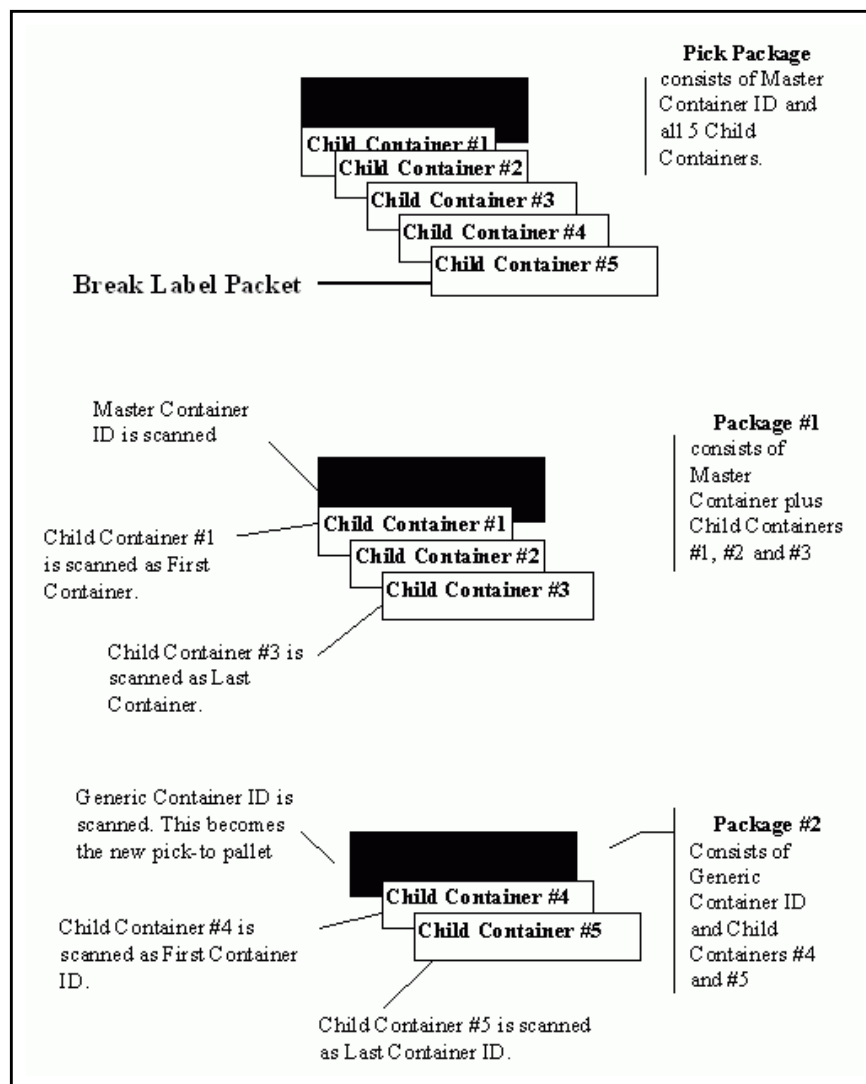 Pick Package
consists of Master
Container ID and
all 5 Child
Containers.
Child Container #1
Child Container #2
Child Container #3
Child Container #4
Child Container #5
Break Label Packet
Master Container
ID is scanned
Child Container #1
is scanned as First
Container.
Child Container #3 is
scanned as Last
Container.
Child Container #1
Child Container #2
Child Container #3
Package #1
consists of
Master
Container plus
Child Containers
#1, #2 and #3
Generic Container ID is
scanned. This becomes
the new pick-to pallet
Child Container #4 is
scanned as First Container
ID.
Child Container #4
Child Container #5
Child Container #5 is scanned
as Last Container ID.
Package #2
Consists of
Generic
Container ID
and Child
Containers #4
and #5